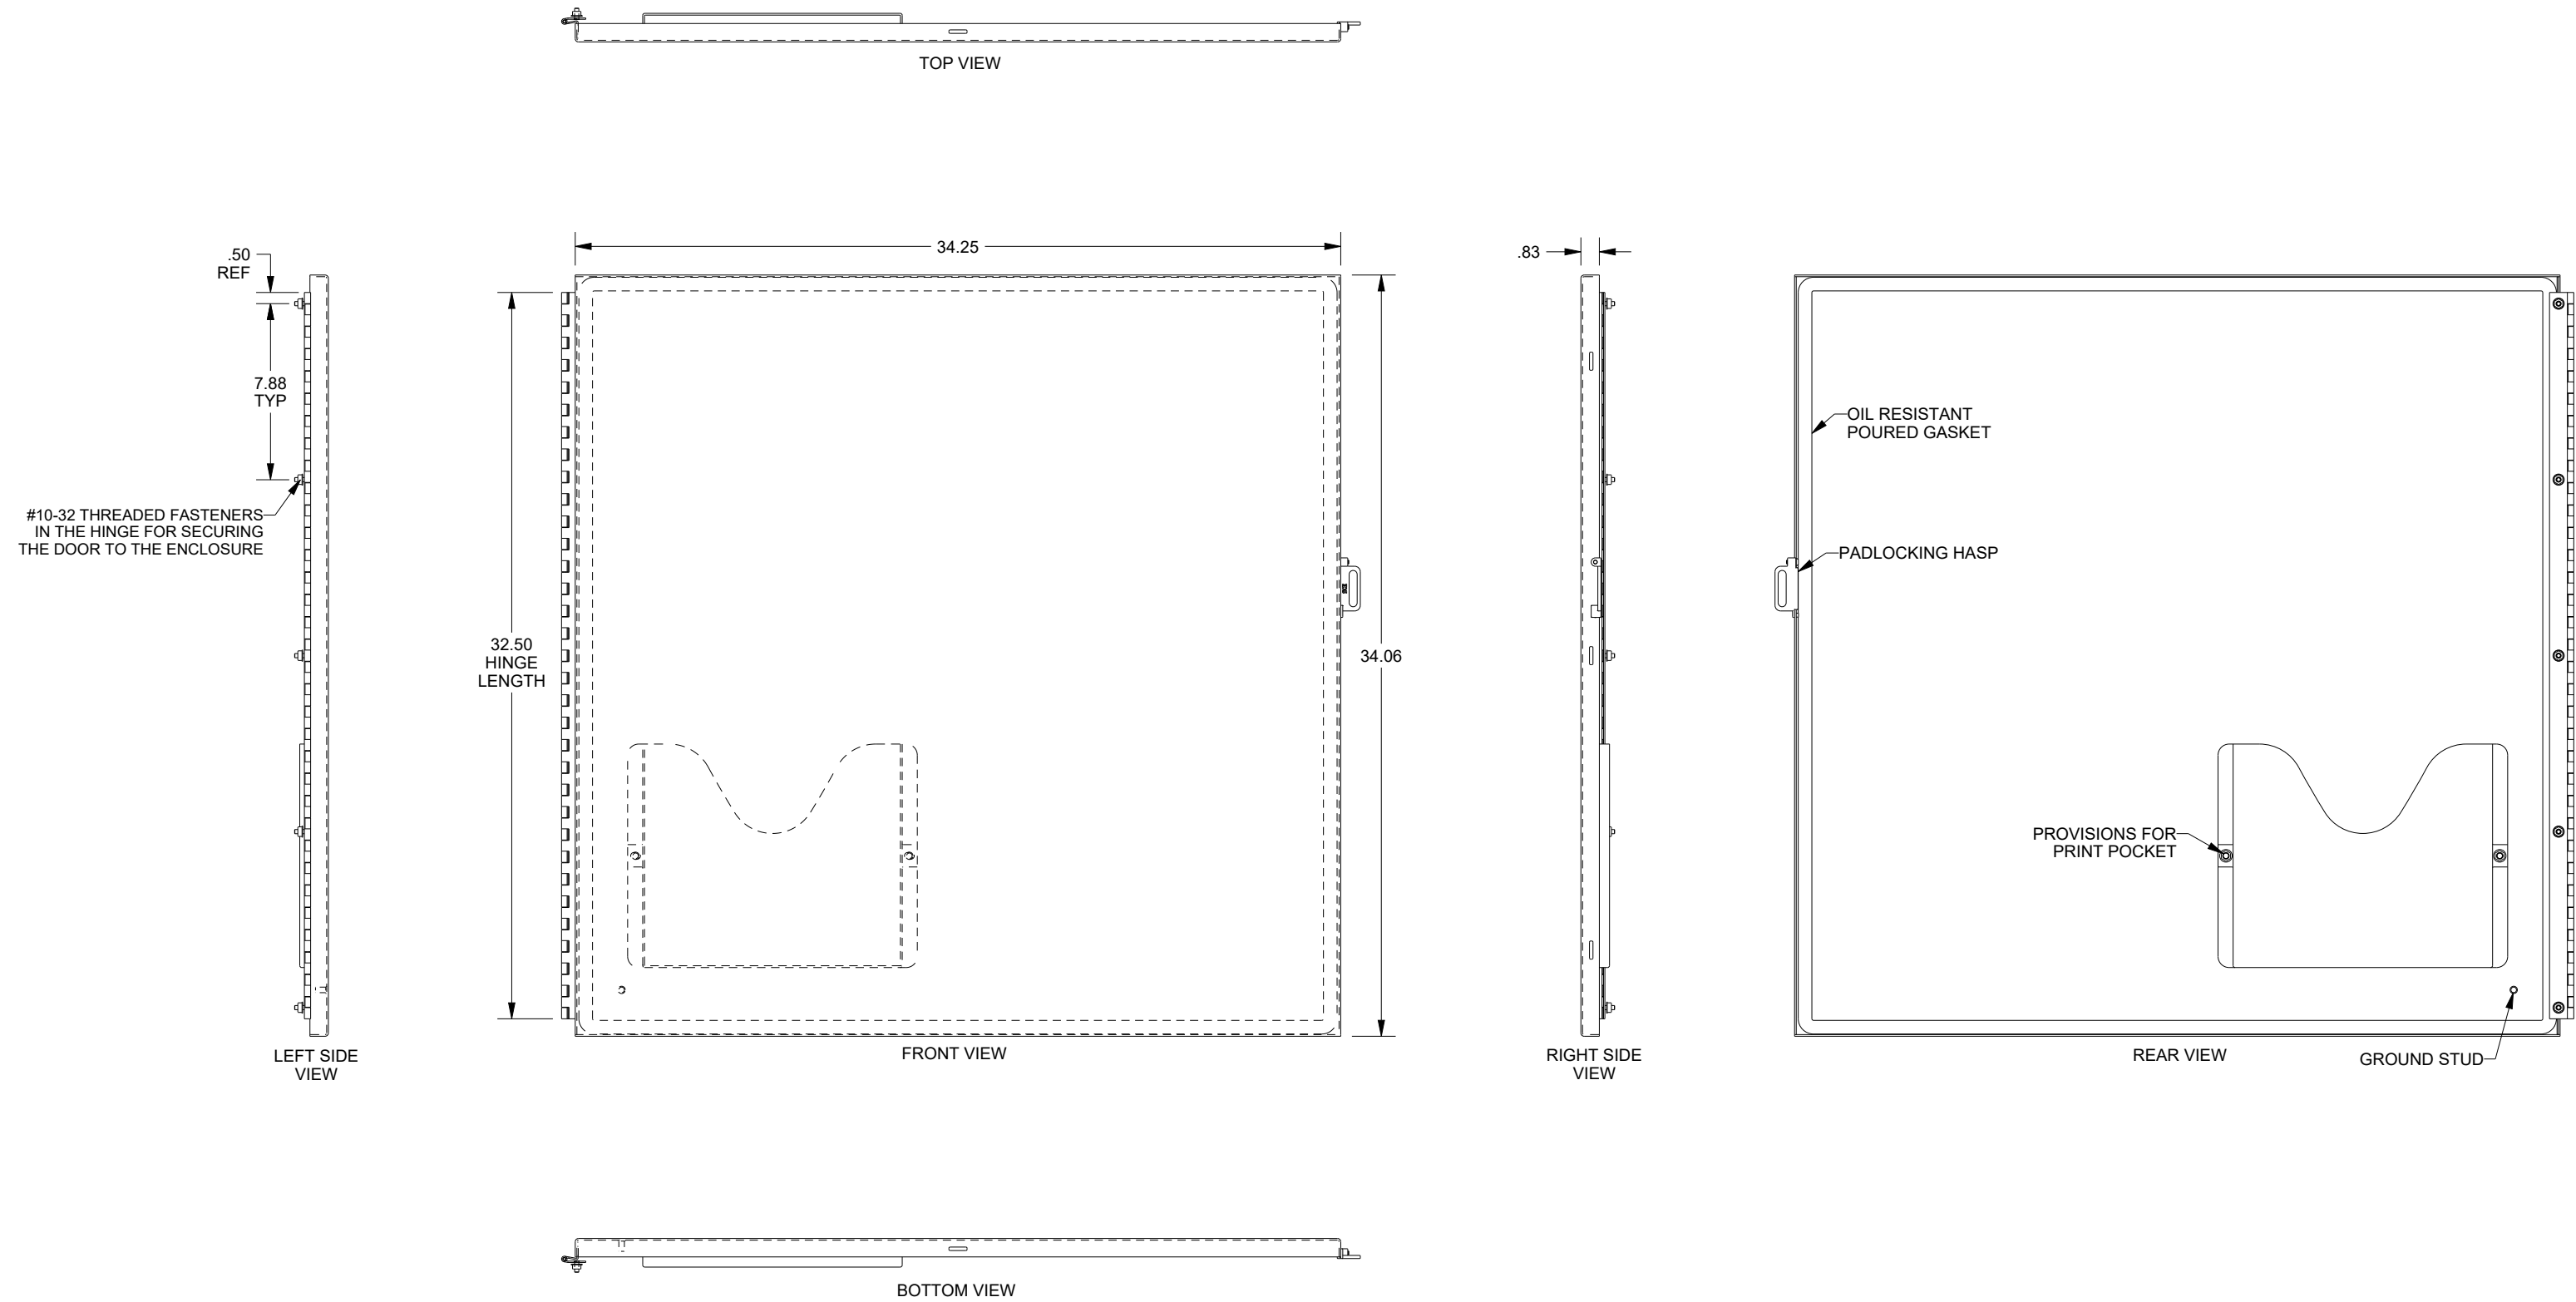 TOP VIEW
.50
REF
34.25
.83
7.88
TYP
OIL RESISTANT
POURED GASKET
#10-32 THREADED FASTENERS
IN THE HINGE FOR SECURING
THE DOOR TO THE ENCLOSURE
PADLOCKING HASP
32.50
HINGE
LENGTH
34.06
PROVISIONS FOR
PRINT POCKET
LEFT SIDE
VIEW
FRONT VIEW
RIGHT SIDE
VIEW
REAR VIEW
GROUND STUD
BOTTOM VIEW